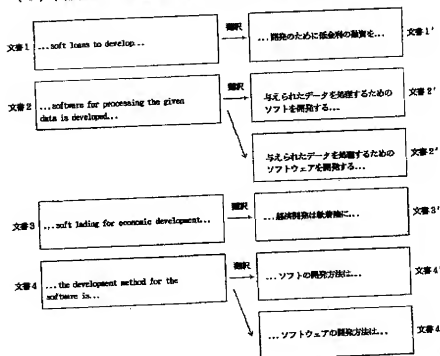 翻訳
文書1
...soft loans to develop...
...開発のために低金利の融資を...
文書1'
翻訳
文書2
...software for processing the given
data is developed...
与えられたデータを処理するための
ソフトを開発する...
文書2'
与えられたデータを処理するための
ソフトウェアを開発する...
文書2"
翻訳
文書3
...soft lading for economic development...
...経済開発は軟着陸に...
文書3'
翻訳
文書4
...the development method for the
software is...
...ソフトの開発方法は...
文書4'
...ソフトウェアの開発方法は...
文書4